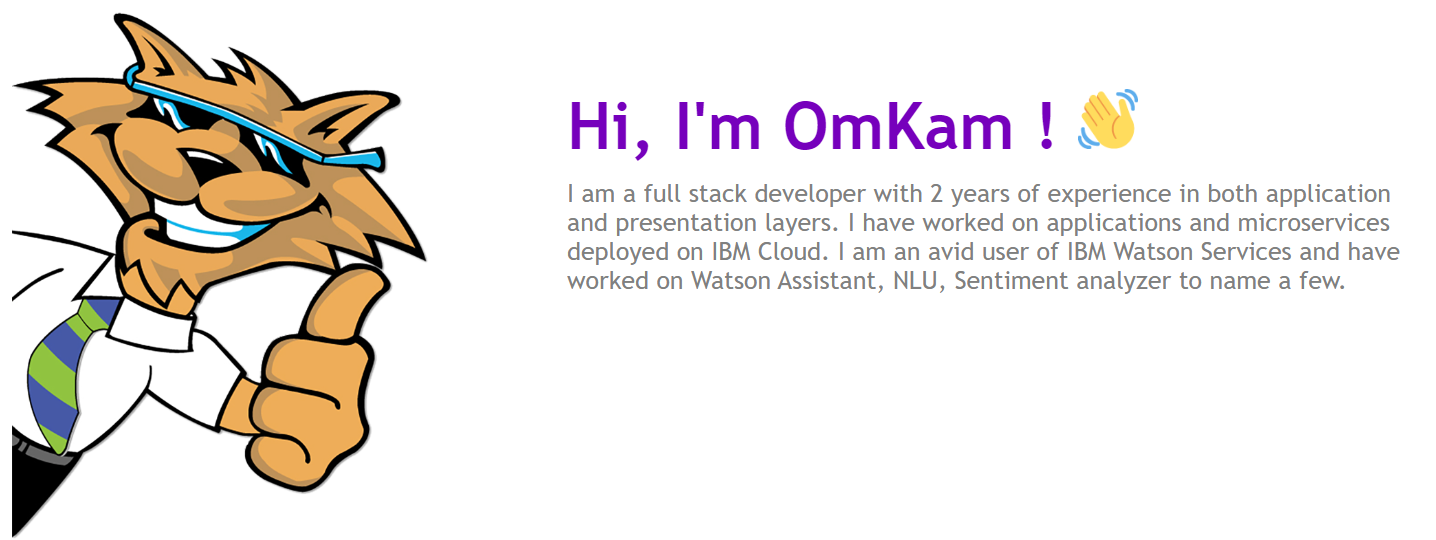 Hi, I'm OmKam ! 👋
I am a full stack developer with 2 years of experience in both application
and presentation layers. I have worked on applications and microservices
deployed on IBM Cloud. I am an avid user of IBM Watson Services and have
worked on Watson Assistant, NLU, Sentiment analyzer to name a few.